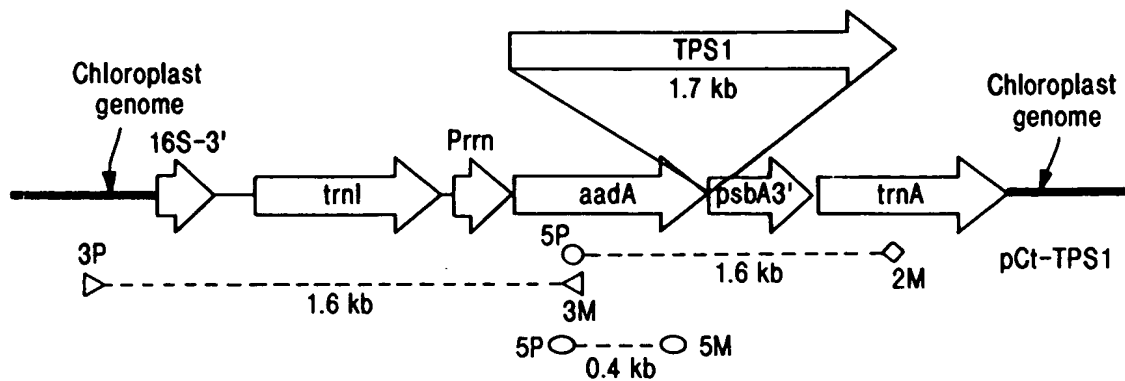 TPS1
1.7 kb
Chloroplast
genome
Chloroplast
genome
16S-3'
Prrn
trnI
aadA
psbA3'
trnA
3P
5P
1.6 kb
2M
pCt-TPS1
1.6 kb
3M
5P
5M
0.4 kb